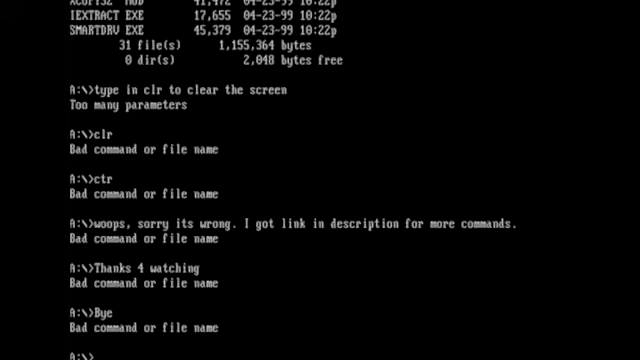 XCOPY32 MOD 41,472 04-23-99 10:22p
IEXTRACT EXE 17,655 04-23-99 10:22p
SMARTDRV EXE 45,379 04-23-99 10:22p
31 file(s) 1,155,364 bytes
0 dir(s) 2,048 bytes free
A:\>type in clr to clear the screen
Too many parameters
A:\>clr
Bad command or file name
A:\>ctr
Bad command or file name
A:\>woops, sorry its wrong. I got link in description for more commands.
Bad command or file name
A:\>Thanks 4 watching
Bad command or file name
A:\>Bye
Bad command or file name
A:\>